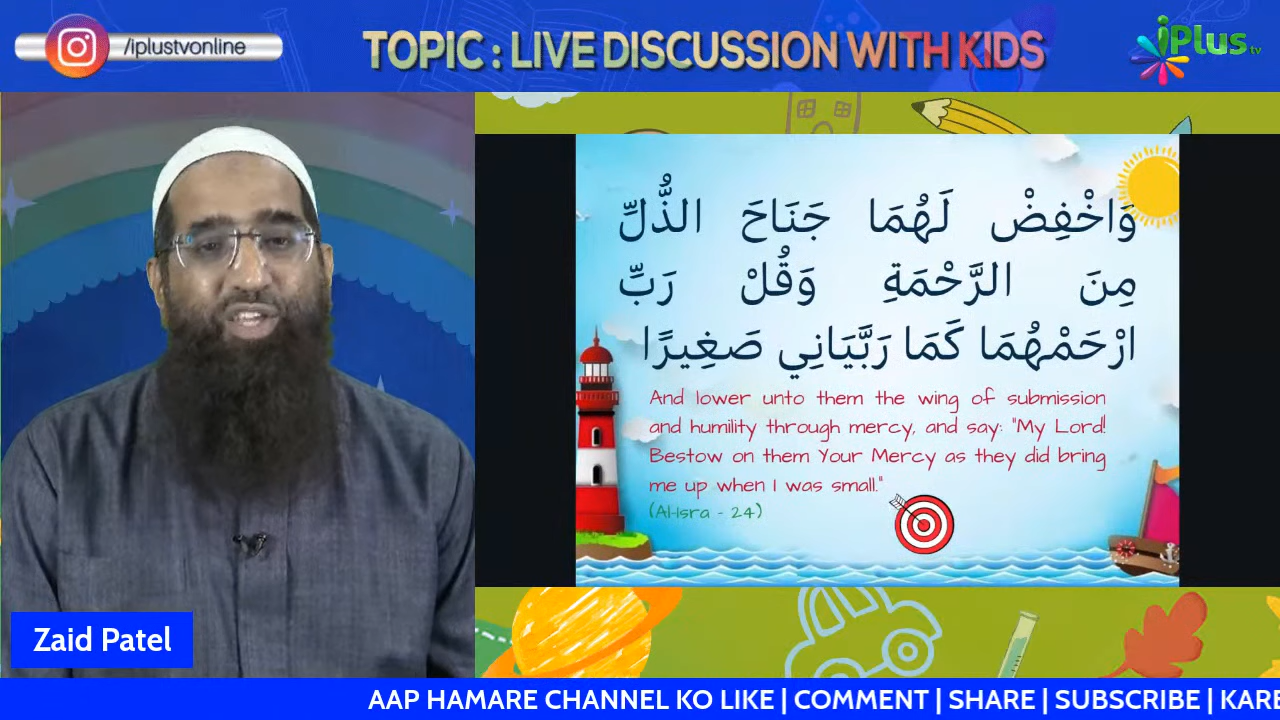 /iplustvonline
TOPIC : LIVE DISCUSSION WITH KIDS
iPlus tv
وَاخْفِضْ لَهُمَا جَنَاحَ الذُّلِّ
مِنَ الرَّحْمَةِ وَقُلْ رَبِّ
ارْحَمْهُمَا كَمَا رَبَّيَانِي صَغِيرًا
And lower unto them the wing of submission
and humility through mercy, and say: "My Lord!
Bestow on them Your Mercy as they did bring
me up when I was small."
(Al-Isra - 24)
Zaid Patel
AAP HAMARE CHANNEL KO LIKE | COMMENT | SHARE | SUBSCRIBE | KARE